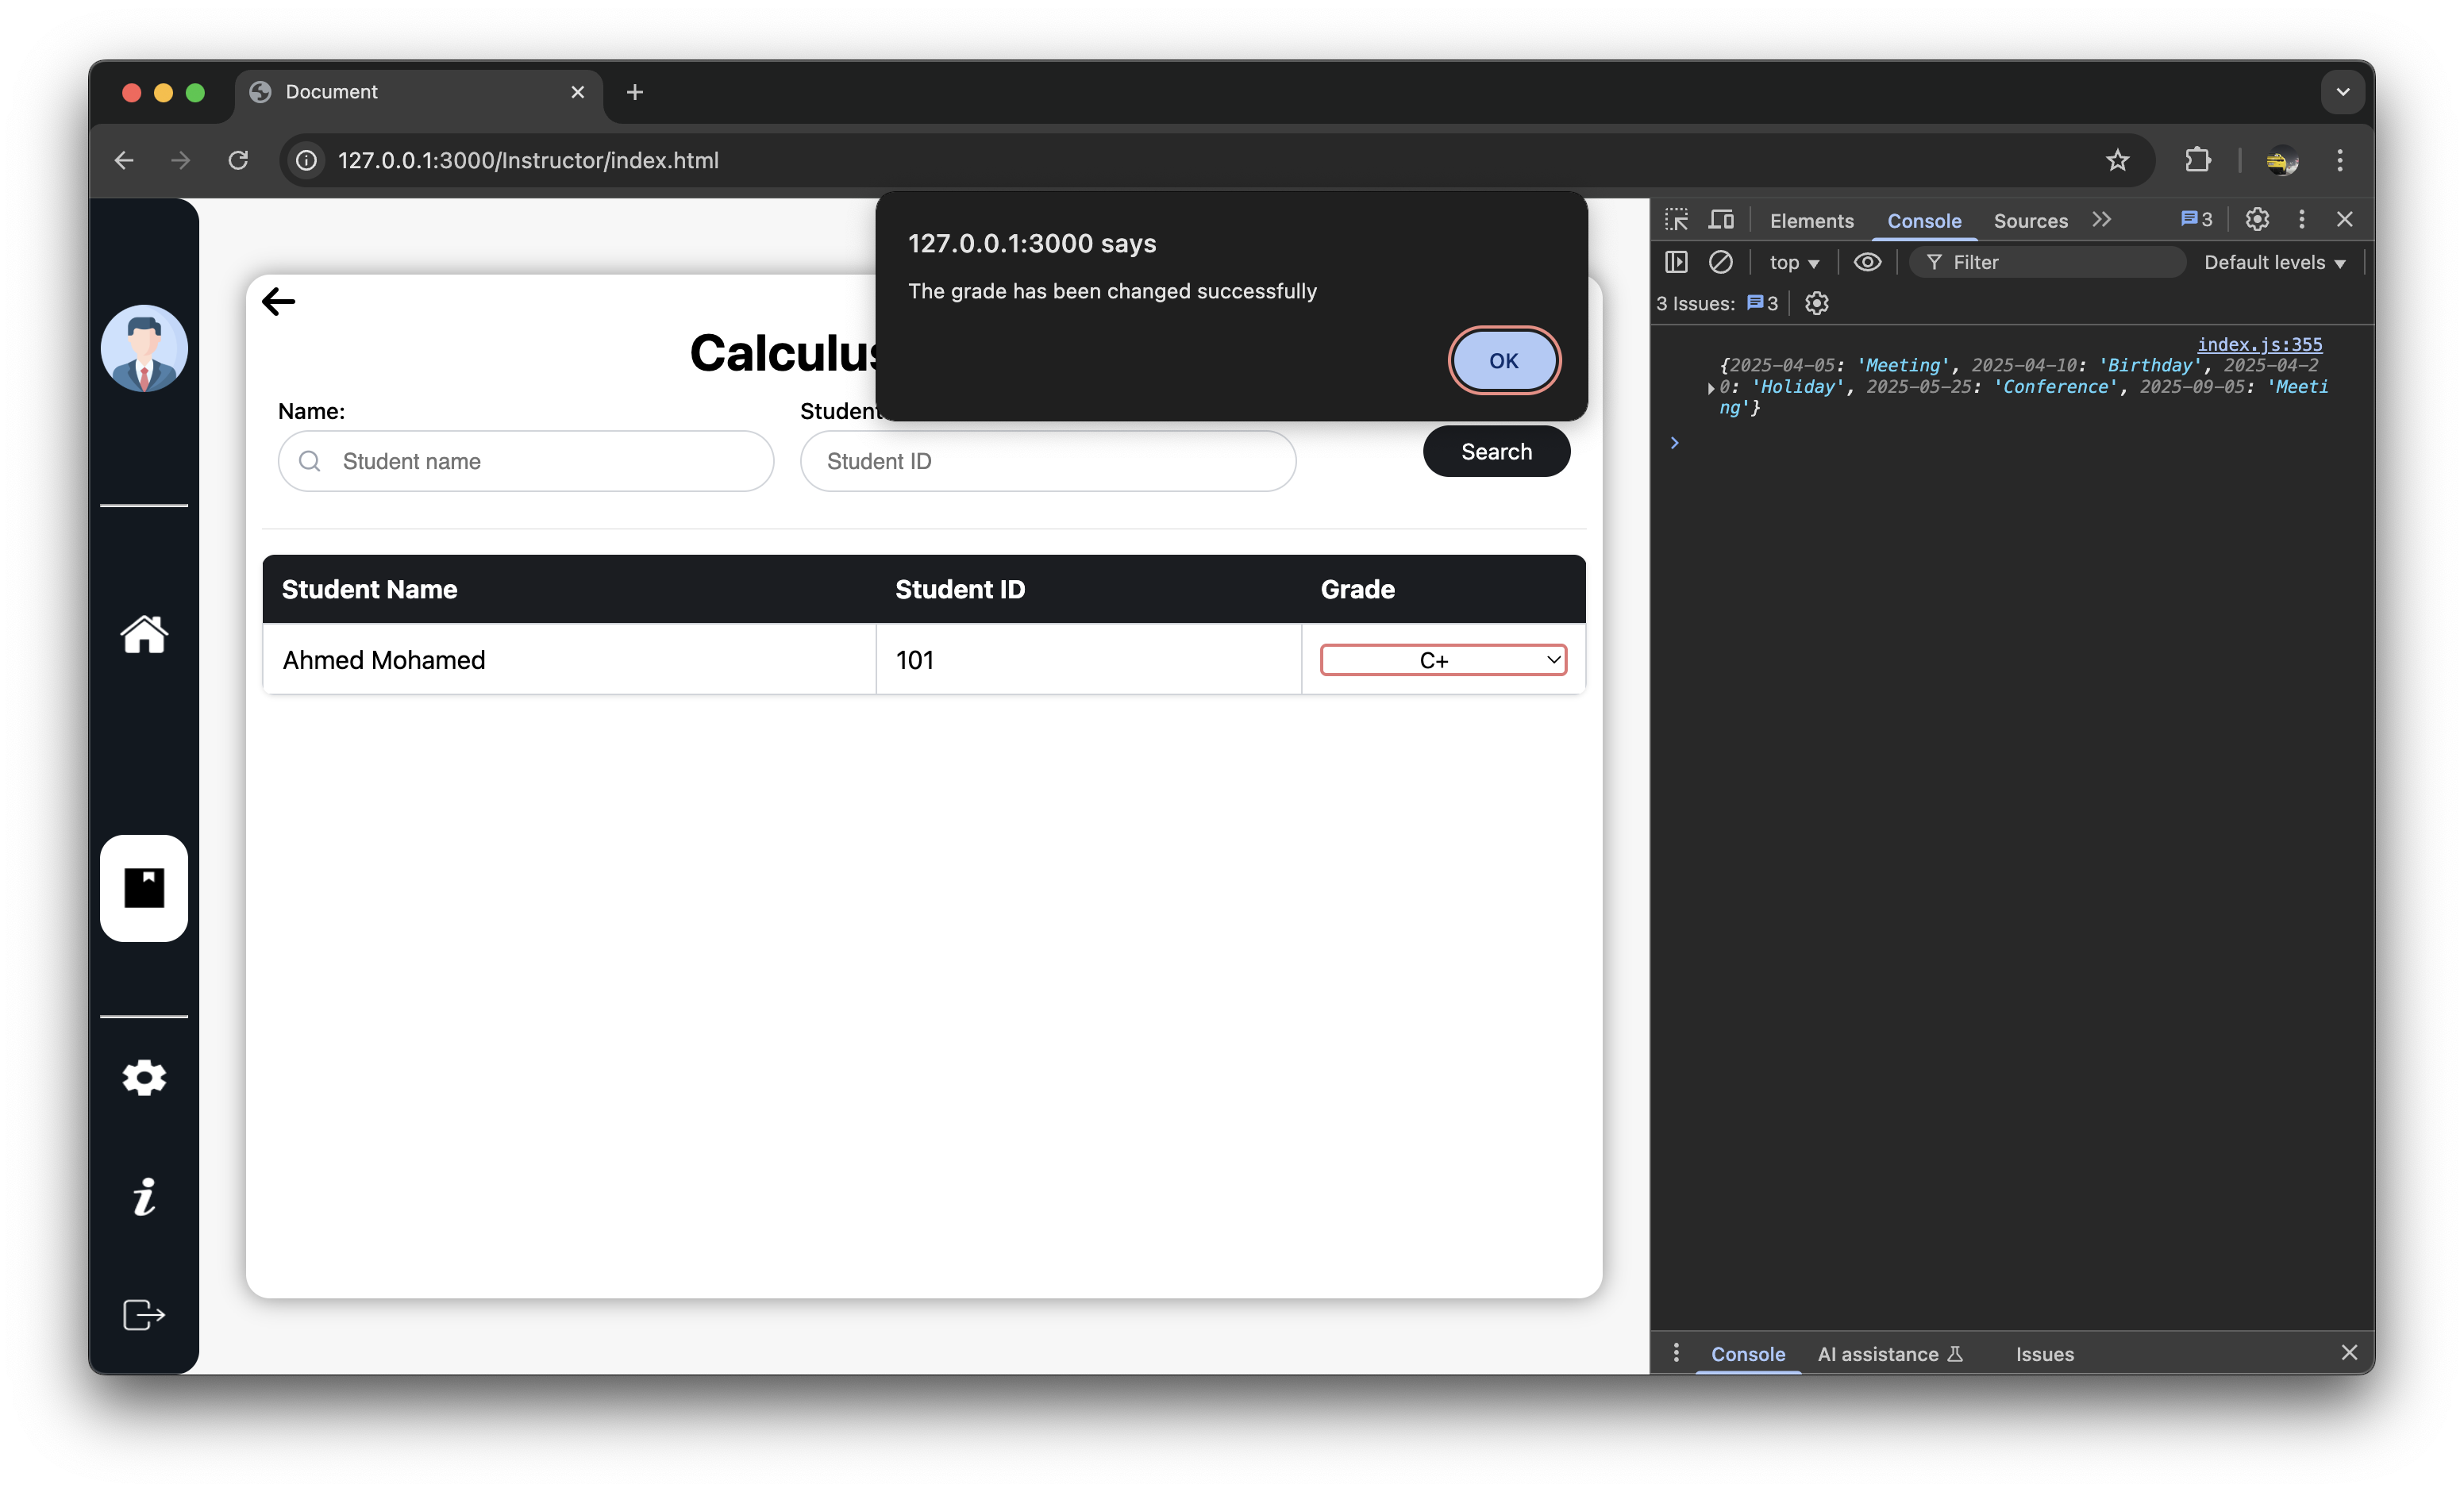 Document
127.0.0.1:3000/Instructor/index.html
127.0.0.1:3000 says
The grade has been changed successfully
OK
Calculus
Name:
Student
Student name
Student ID
Search
Student Name
Student ID
Grade
Ahmed Mohamed
101
C+
Elements
Console
Sources
3
top
Filter
Default levels
3 Issues:
3
index.js:355
{2025-04-05: 'Meeting', 2025-04-10: 'Birthday', 2025-04-2
0: 'Holiday', 2025-05-25: 'Conference', 2025-09-05: 'Meeti
ng'}
Console
AI assistance
Issues